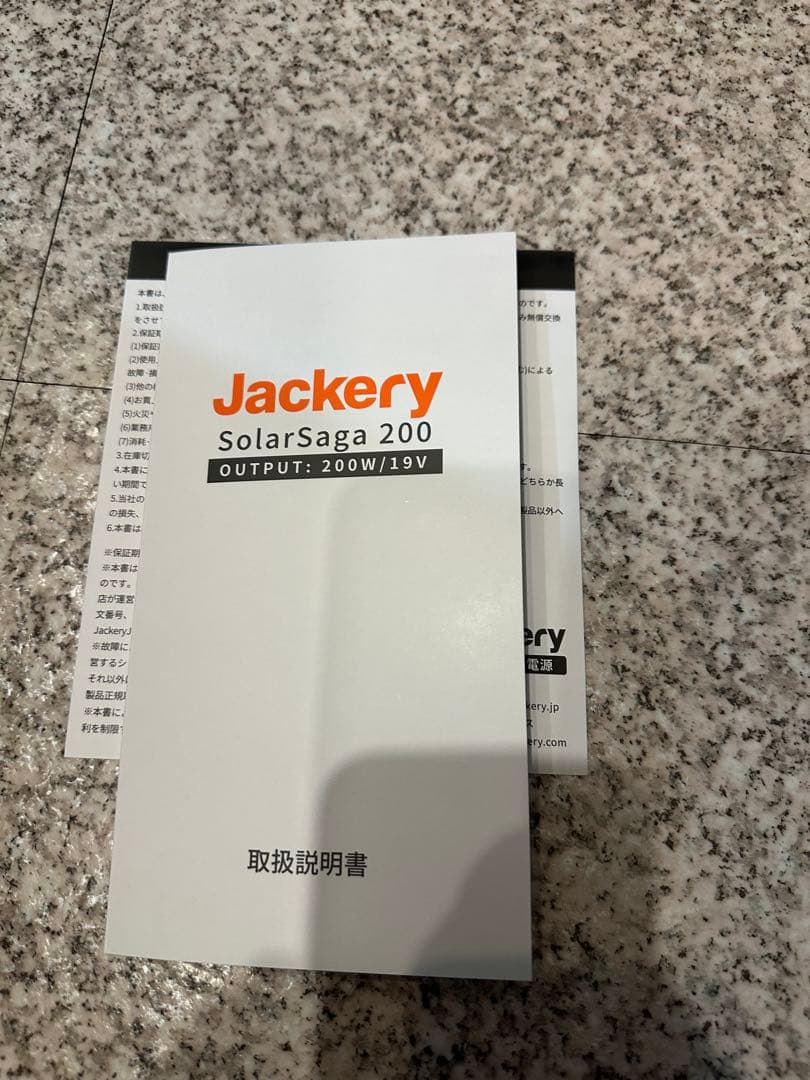 Jackery
SolarSaga 200
OUTPUT: 200W/19V
取扱説明書
本書は、
1.取扱
をさせ
2.保証
(1)保証
(2)使用、
故障・損
(3)他の
(4)お買
(5)火災
(6)業務
(7)消耗・
3.在庫切
4.本書に
い期間で
5.当社の
の損失、
6.本書は
※保証期
※本書は
のです。
店が運営
文番号、
JackeryJ
※故障に
営するシ
それ以外
製品正規
※本書に
利を制限
のです。
み無償交換
)による
す。
どちらか長
製品以外へ
ery
電源
kery.jp
ス
ery.com